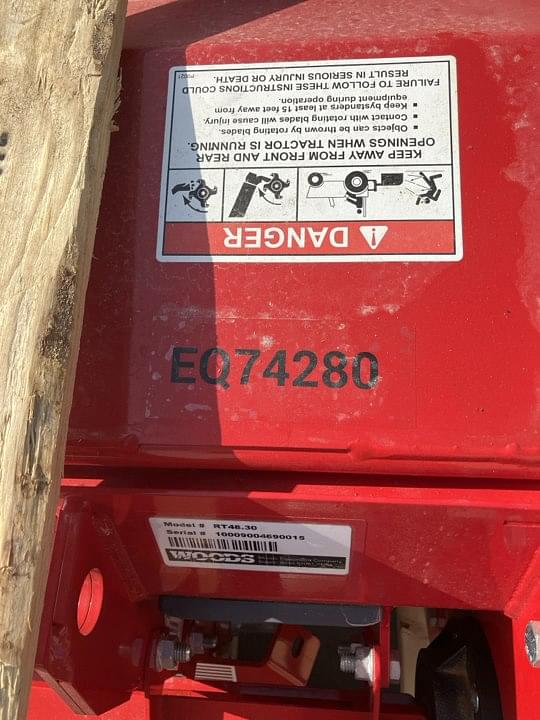 DANGER
KEEP AWAY FROM FRONT AND REAR
OPENINGS WHEN TRACTOR IS RUNNING.
▪ Objects can be thrown by rotating blades.
▪ Contact with rotating blades will cause injury.
▪ Keep bystanders at least 15 feet away from
equipment during operation.
FAILURE TO FOLLOW THESE INSTRUCTIONS COULD
RESULT IN SERIOUS INJURY OR DEATH.
EQ74280
Model # RT48.30
Serial # 10009004690015
WOODS